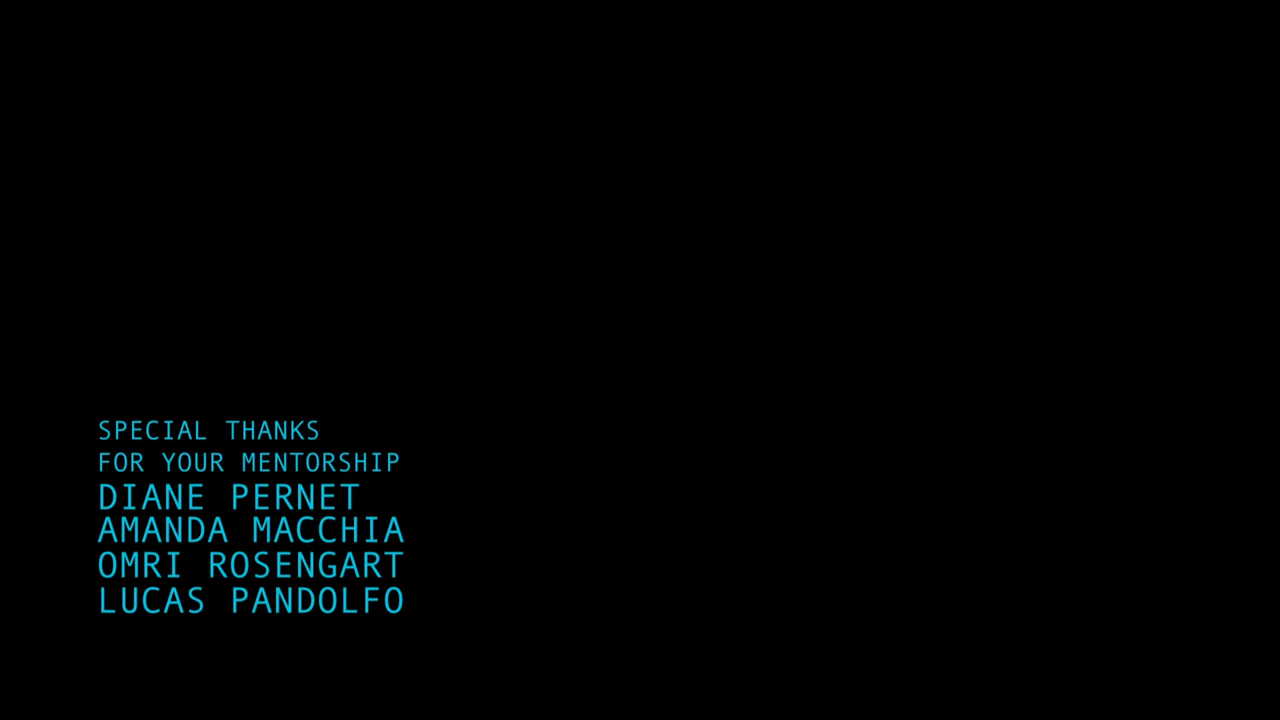 SPECIAL THANKS
FOR YOUR MENTORSHIP
DIANE PERNET
AMANDA MACCHIA
OMRI ROSENGART
LUCAS PANDOLFO